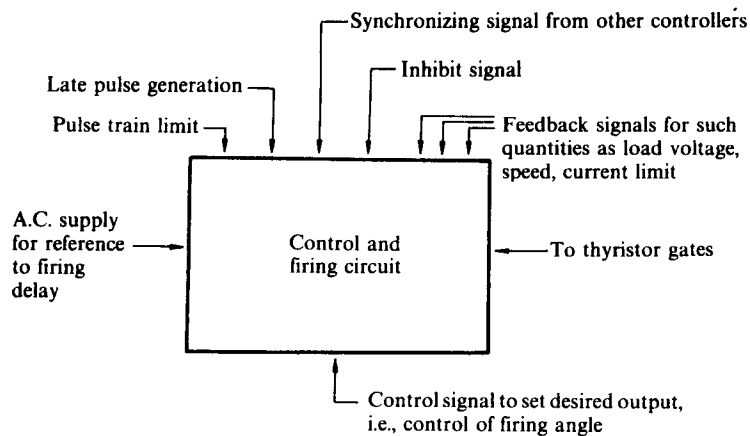 Synchronizing signal from other controllers
Inhibit signal
Late pulse generation
Pulse train limit
Feedback signals for such
quantities as load voltage,
speed, current limit
A.C. supply
for reference
to firing
delay
Control and
firing circuit
To thyristor gates
Control signal to set desired output,
i.e., control of firing angle